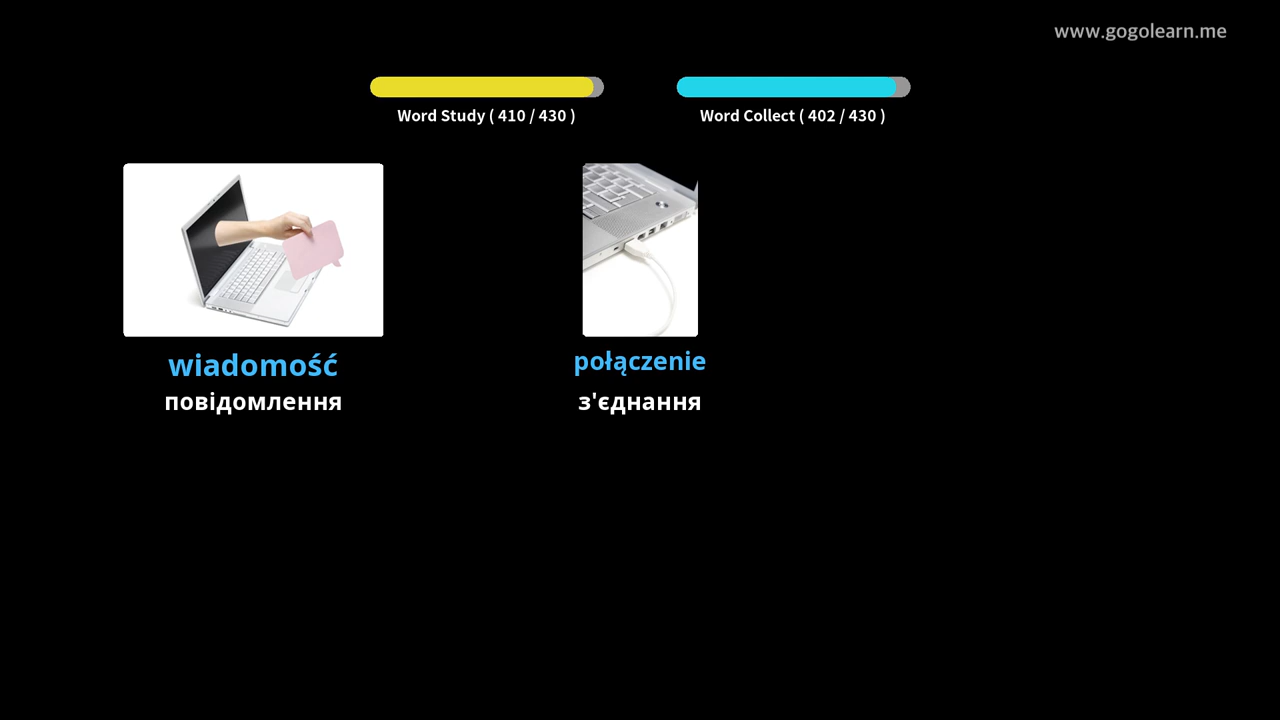 www.gogolearn.me
Word Study ( 410 / 430 )
Word Collect ( 402 / 430 )
wiadomość
повідомлення
połączenie
з'єднання